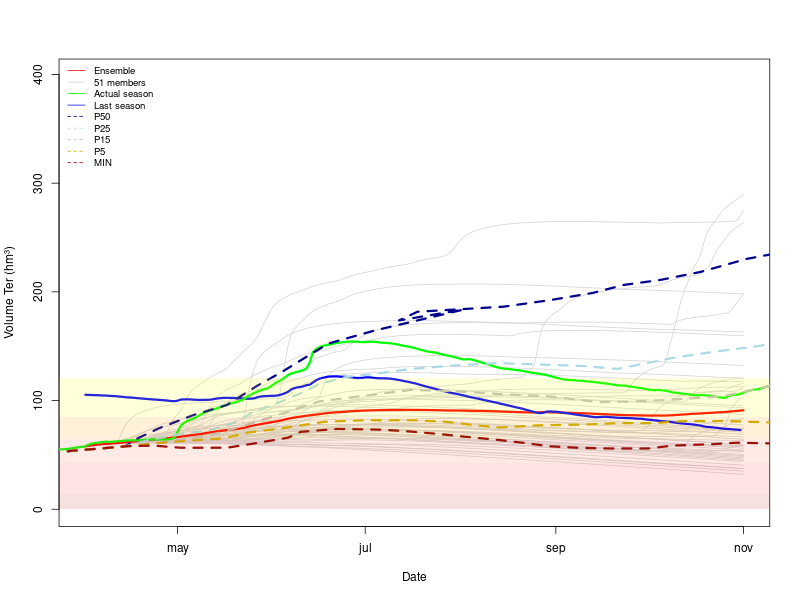 Ensemble
51 members
Actual season
Last season
P50
P25
P15
P5
MIN
400
300
200
100
0
Volume Ter (hm³)
may
jul
sep
nov
Date